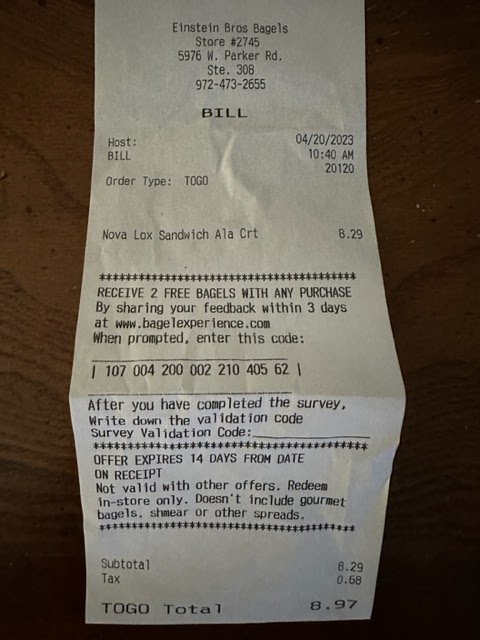 Einstein Bros Bagels
Store #2745
5976 W. Parker Rd.
Ste. 308
972-473-2655
BILL
Host: 04/20/2023
BILL 10:40 AM
20120
Order Type: TOGO
Nova Lox Sandwich Ala Crt 8.29
****************************************
RECEIVE 2 FREE BAGELS WITH ANY PURCHASE
By sharing your feedback within 3 days
at www.bagelexperience.com
When prompted, enter this code:
| 107 004 200 002 210 405 62 |
After you have completed the survey,
Write down the validation code
Survey Validation Code:_______________
****************************************
OFFER EXPIRES 14 DAYS FROM DATE
ON RECEIPT
Not valid with other offers. Redeem
in-store only. Doesn't include gourmet
bagels, shmear or other spreads.
****************************************
Subtotal 8.29
Tax 0.68
TOGO Total 8.97